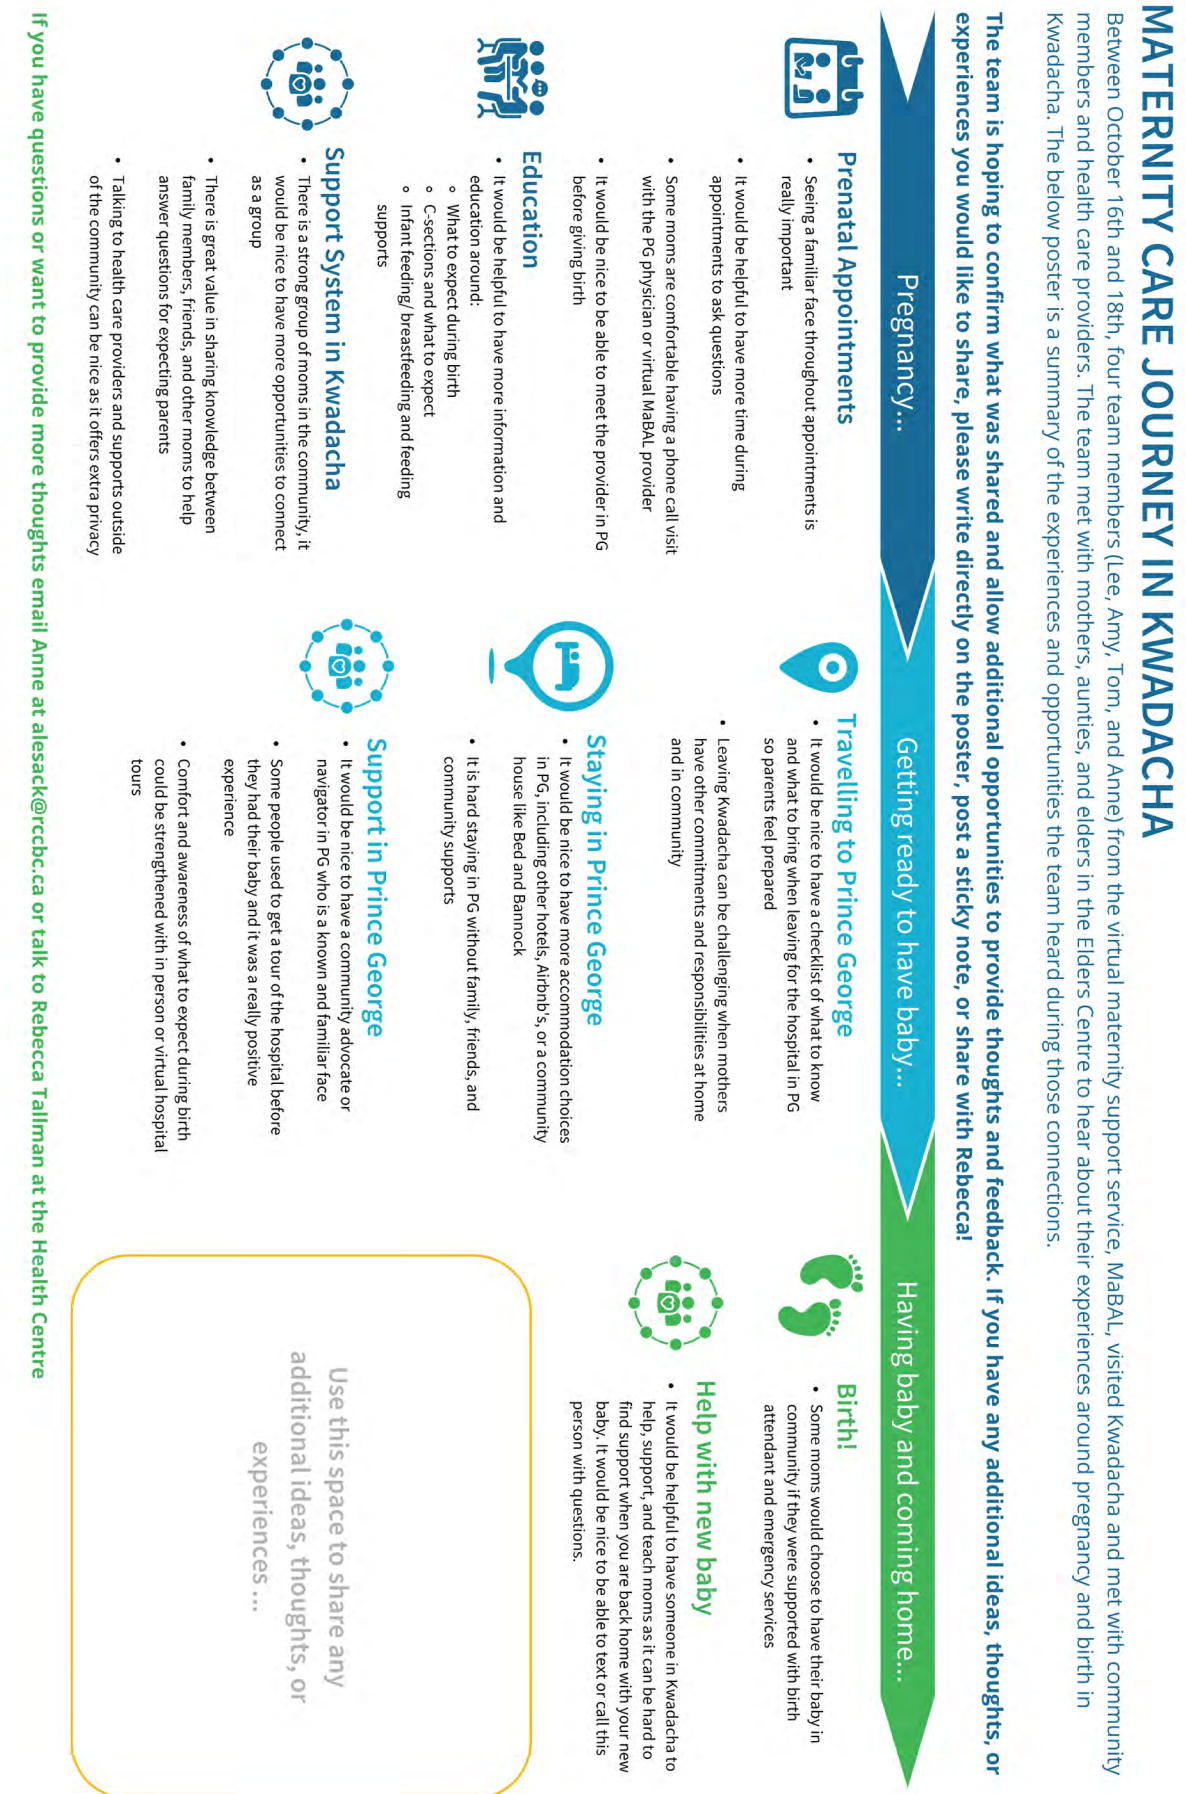 MATERNITY CARE JOURNEY IN KWADACHA
Between October 16th and 18th, four team members (Lee, Amy, Tom, and Anne) from the virtual maternity support service, MaBAL, visited Kwadacha and met with community
members and health care providers. The team met with mothers, aunties, and elders in the Elders Centre to hear about their experiences around pregnancy and birth in
Kwadacha. The below poster is a summary of the experiences and opportunities the team heard during those connections.
The team is hoping to confirm what was shared and allow additional opportunities to provide thoughts and feedback. If you have any additional ideas, thoughts, or
experiences you would like to share, please write directly on the poster, post a sticky note, or share with Rebecca!
Pregnancy...
Prenatal Appointments
• Seeing a familiar face throughout appointments is
really important
• It would be helpful to have more time during
appointments to ask questions
• Some moms are comfortable having a phone call visit
with the PG physician or virtual MaBAL provider
• It would be nice to be able to meet the provider in PG
before giving birth
Education
• It would be helpful to have more information and
education around:
◦ What to expect during birth
◦ C-sections and what to expect
◦ Infant feeding/ breastfeeding and feeding
supports
Support System in Kwadacha
• There is a strong group of moms in the community, it
would be nice to have more opportunities to connect
as a group
• There is great value in sharing knowledge between
family members, friends, and other moms to help
answer questions for expecting parents
• Talking to health care providers and supports outside
of the community can be nice as it offers extra privacy
Getting ready to have baby...
Travelling to Prince George
• It would be nice to have a checklist of what to know
and what to bring when leaving for the hospital in PG
so parents feel prepared
• Leaving Kwadacha can be challenging when mothers
have other commitments and responsibilities at home
and in community
Staying in Prince George
• It would be nice to have more accommodation choices
in PG, including other hotels, Airbnb's, or a community
house like Bed and Bannock
• It is hard staying in PG without family, friends, and
community supports
Support in Prince George
• It would be nice to have a community advocate or
navigator in PG who is a known and familiar face
• Some people used to get a tour of the hospital before
they had their baby and it was a really positive
experience
• Comfort and awareness of what to expect during birth
could be strengthened with in person or virtual hospital
tours
Having baby and coming home...
Birth!
• Some moms would choose to have their baby in
community if they were supported with birth
attendant and emergency services
Help with new baby
• It would be helpful to have someone in Kwadacha to
help, support, and teach moms as it can be hard to
find support when you are back home with your new
baby. It would be nice to be able to text or call this
person with questions.
Use this space to share any
additional ideas, thoughts, or
experiences ...
If you have questions or want to provide more thoughts email Anne at alesack@rccbc.ca or talk to Rebecca Tallman at the Health Centre